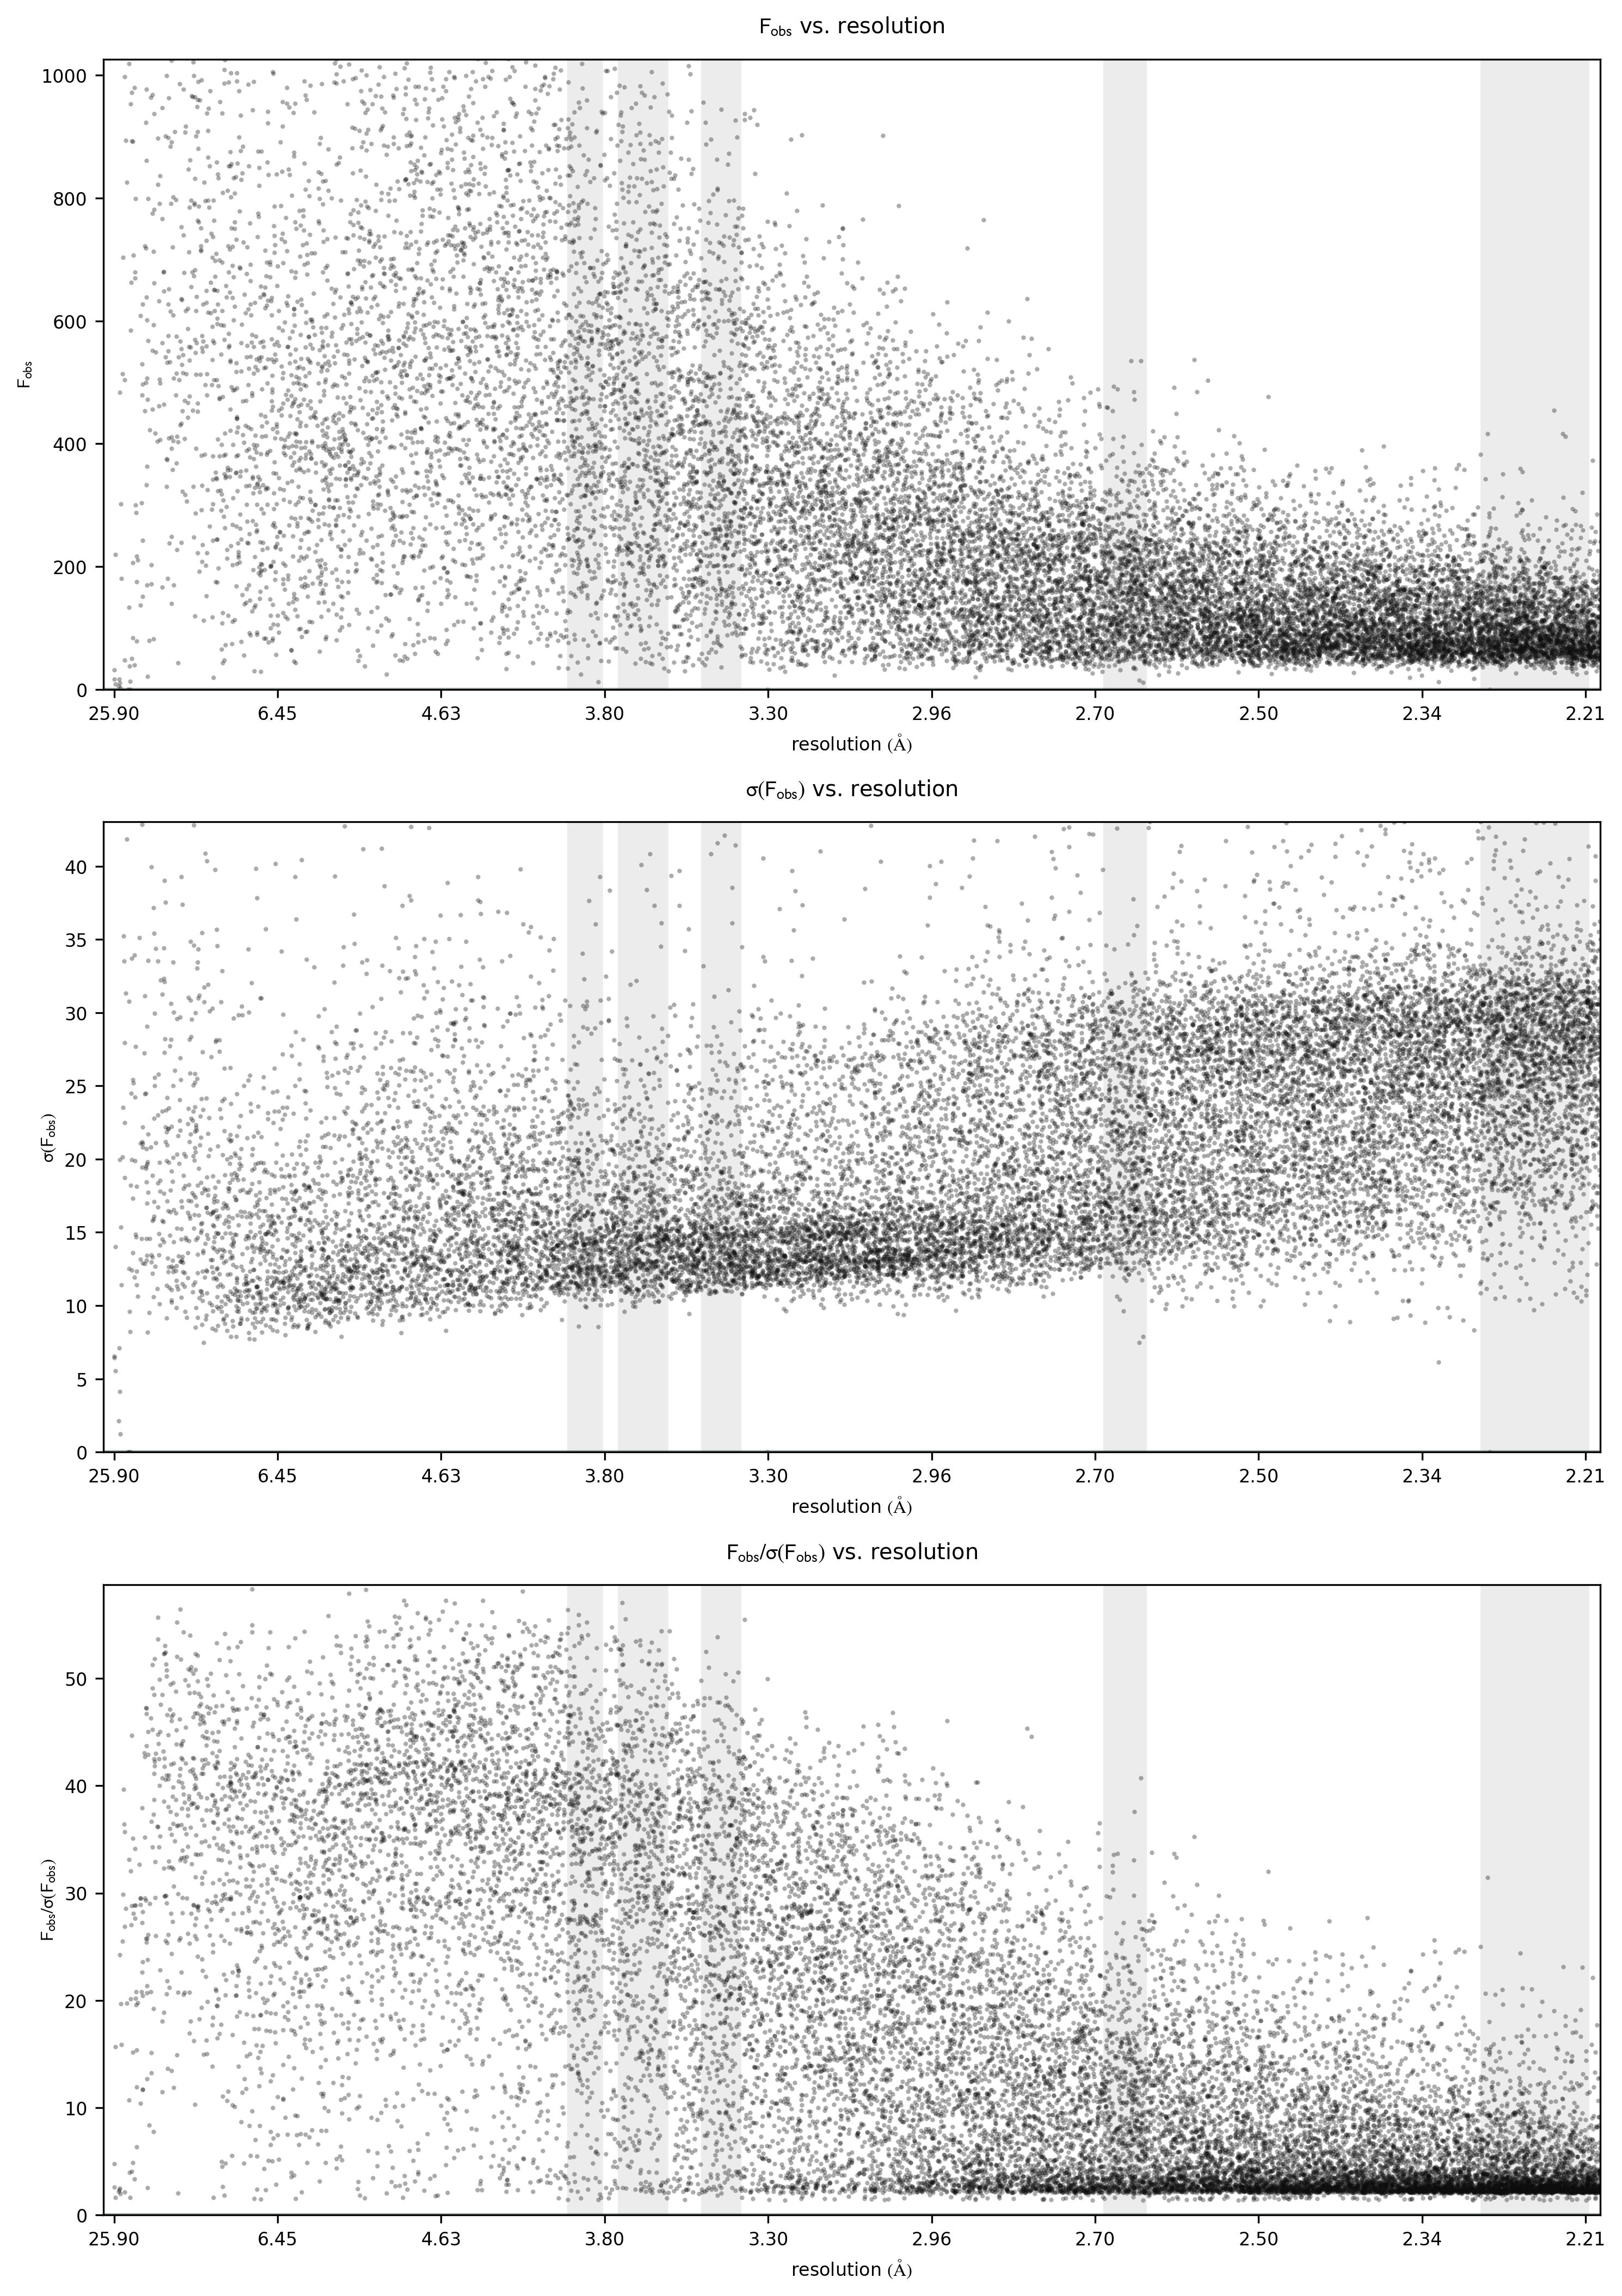 Fobs vs. resolution
1000
800
600
400
200
0
Fobs
25.90 6.45 4.63 3.80 3.30 2.96 2.70 2.50 2.34 2.21
resolution (Å)
σ(Fobs) vs. resolution
40
35
30
25
20
15
10
5
0
σ(Fobs)
25.90 6.45 4.63 3.80 3.30 2.96 2.70 2.50 2.34 2.21
resolution (Å)
Fobs/σ(Fobs) vs. resolution
50
40
30
20
10
0
Fobs/σ(Fobs)
25.90 6.45 4.63 3.80 3.30 2.96 2.70 2.50 2.34 2.21
resolution (Å)